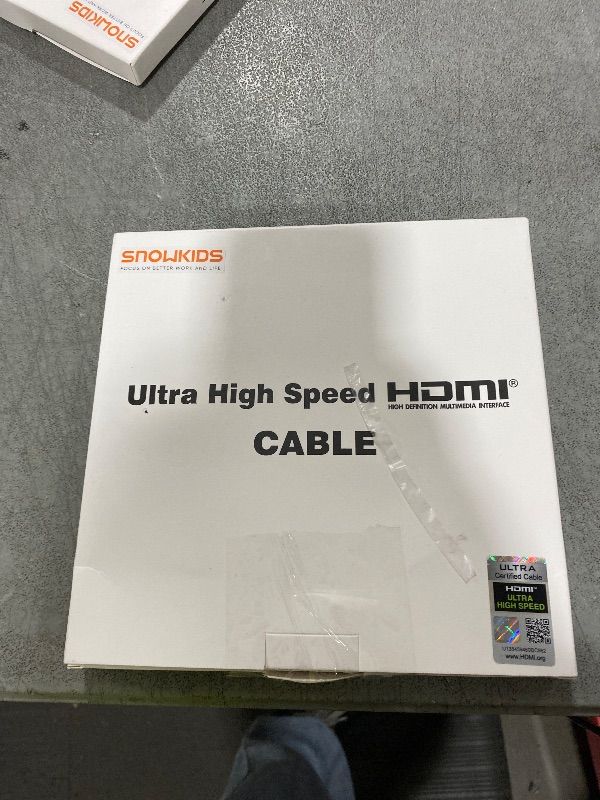 SNOWKIDS
SNOWKIDS
FOCUS ON BETTER WORK AND LIFE
Ultra High Speed HDMI®
HIGH DEFINITION MULTIMEDIA INTERFACE
CABLE
ULTRA
Certified Cable
HDMI™
ULTRA
HIGH SPEED
www.HDMI.org